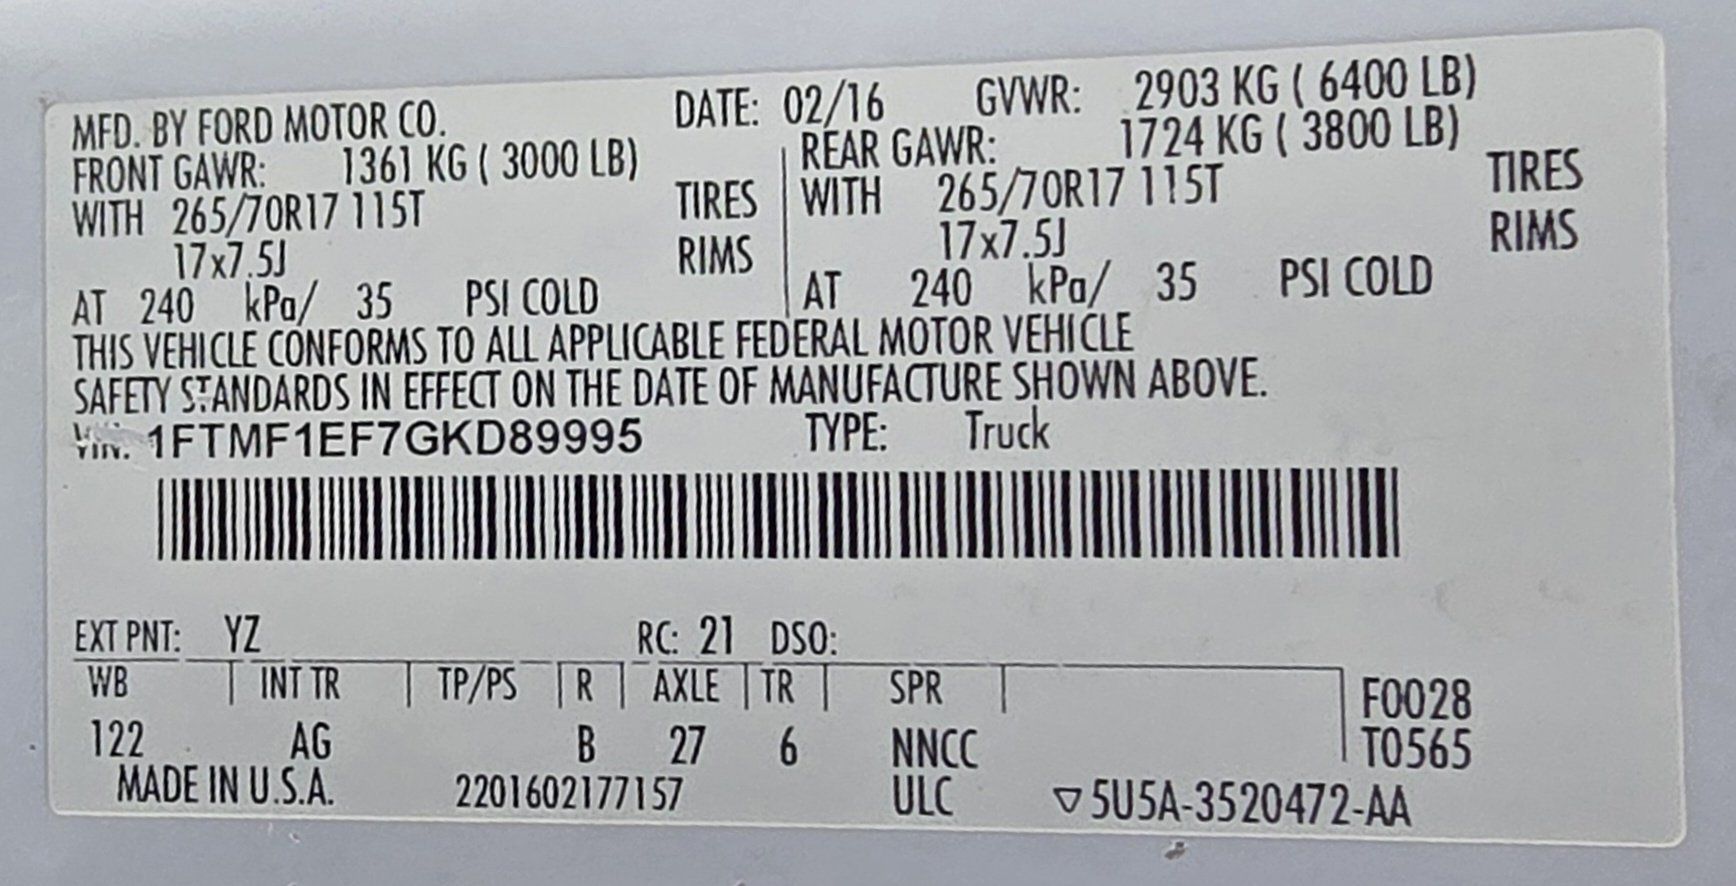 MFD. BY FORD MOTOR CO. DATE: 02/16 GVWR: 2903 KG ( 6400 LB)
FRONT GAWR: 1361 KG ( 3000 LB) REAR GAWR: 1724 KG ( 3800 LB)
WITH 265/70R17 115T TIRES WITH 265/70R17 115T TIRES
17x7.5J RIMS 17x7.5J RIMS
AT 240 kPa/ 35 PSI COLD AT 240 kPa/ 35 PSI COLD
THIS VEHICLE CONFORMS TO ALL APPLICABLE FEDERAL MOTOR VEHICLE
SAFETY STANDARDS IN EFFECT ON THE DATE OF MANUFACTURE SHOWN ABOVE.
VIN: 1FTMF1EF7GKD89995 TYPE: Truck
EXT PNT: YZ RC: 21 DSO:
WB INT TR TP/PS R AXLE TR SPR
122 AG B 27 6 NNCC
F0028
T0565
MADE IN U.S.A. 2201602177157 ULC ▽5U5A-3520472-AA